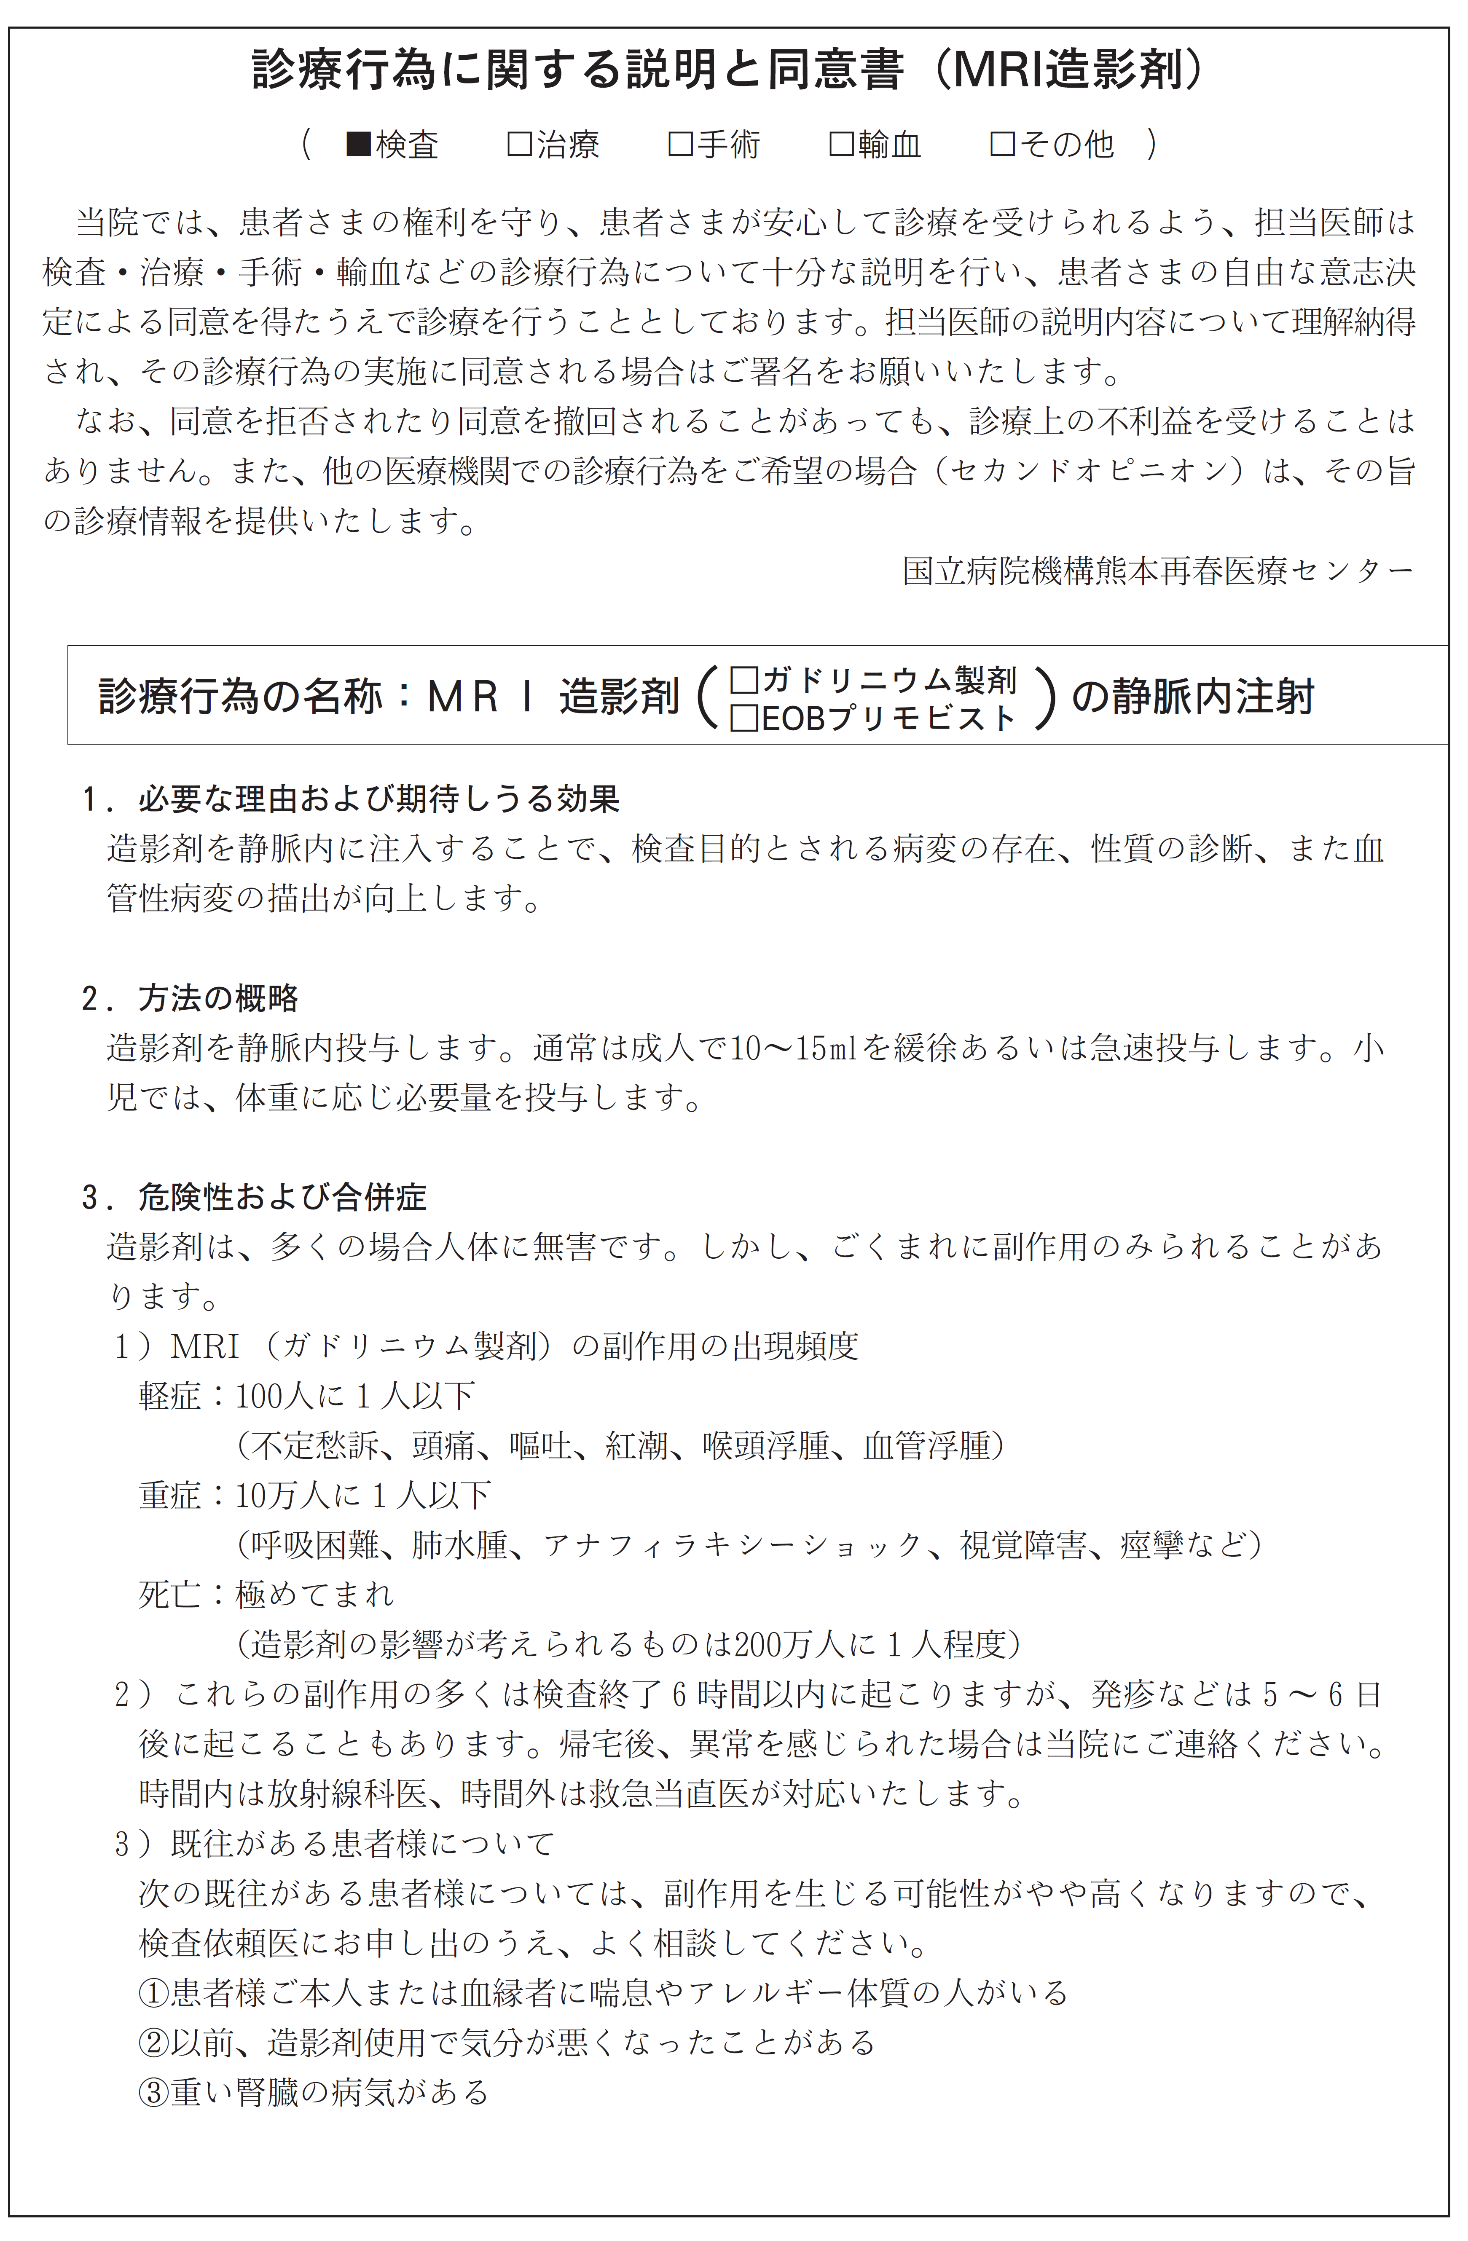 診療行為に関する説明と同意書（MRI造影剤）
（　■検査　　□治療　　□手術　　□輸血　　□その他　）
当院では、患者さまの権利を守り、患者さまが安心して診療を受けられるよう、担当医師は
検査・治療・手術・輸血などの診療行為について十分な説明を行い、患者さまの自由な意志決
定による同意を得たうえで診療を行うこととしております。担当医師の説明内容について理解納得
され、その診療行為の実施に同意される場合はご署名をお願いいたします。
なお、同意を拒否されたり同意を撤回されることがあっても、診療上の不利益を受けることは
ありません。また、他の医療機関での診療行為をご希望の場合（セカンドオピニオン）は、その旨
の診療情報を提供いたします。
国立病院機構熊本再春医療センター
診療行為の名称：ＭＲＩ 造影剤（□ガドリニウム製剤
□EOBプリモビスト）の静脈内注射
1．必要な理由および期待しうる効果
造影剤を静脈内に注入することで、検査目的とされる病変の存在、性質の診断、また血
管性病変の描出が向上します。
2．方法の概略
造影剤を静脈内投与します。通常は成人で10〜15mlを緩徐あるいは急速投与します。小
児では、体重に応じ必要量を投与します。
3．危険性および合併症
造影剤は、多くの場合人体に無害です。しかし、ごくまれに副作用のみられることがあ
ります。
1）MRI（ガドリニウム製剤）の副作用の出現頻度
軽症：100人に1人以下
（不定愁訴、頭痛、嘔吐、紅潮、喉頭浮腫、血管浮腫）
重症：10万人に1人以下
（呼吸困難、肺水腫、アナフィラキシーショック、視覚障害、痙攣など）
死亡：極めてまれ
（造影剤の影響が考えられるものは200万人に1人程度）
2）これらの副作用の多くは検査終了6時間以内に起こりますが、発疹などは5〜6日
後に起こることもあります。帰宅後、異常を感じられた場合は当院にご連絡ください。
時間内は放射線科医、時間外は救急当直医が対応いたします。
3）既往がある患者様について
次の既往がある患者様については、副作用を生じる可能性がやや高くなりますので、
検査依頼医にお申し出のうえ、よく相談してください。
①患者様ご本人または血縁者に喘息やアレルギー体質の人がいる
②以前、造影剤使用で気分が悪くなったことがある
③重い腎臓の病気がある